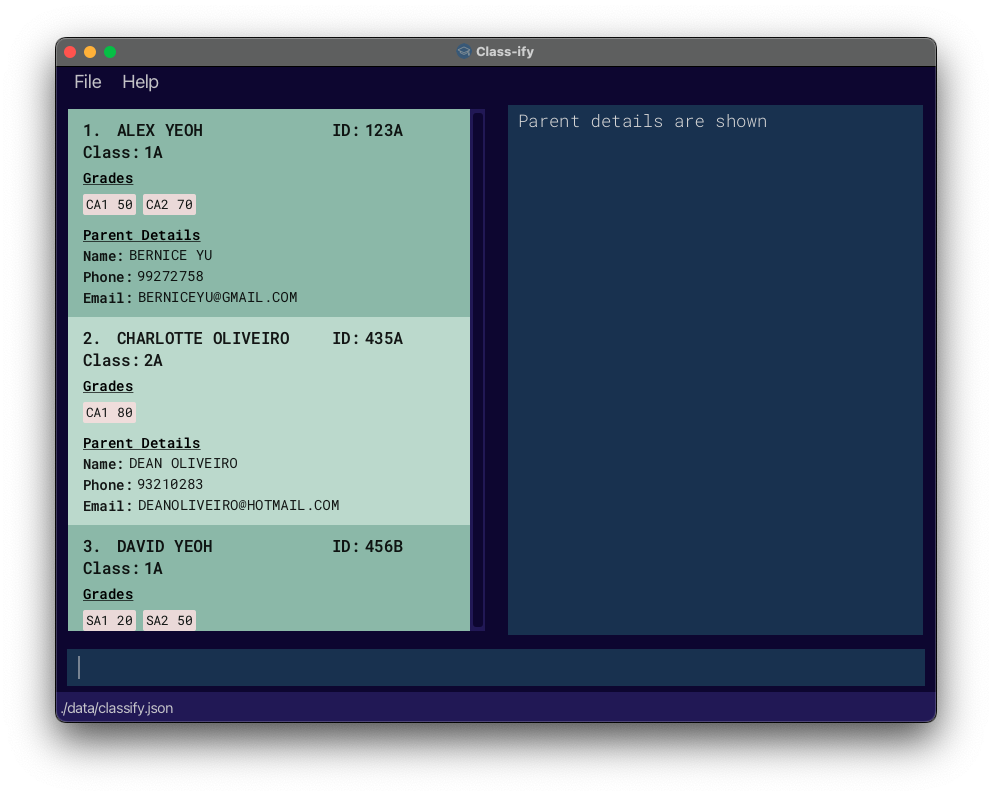 Class-ify
File Help
1. ALEX YEOH ID: 123A
Class: 1A
Grades
CA1 50 CA2 70
Parent Details
Name: BERNICE YU
Phone: 99272758
Email: BERNICEYU@GMAIL.COM
2. CHARLOTTE OLIVEIRO ID: 435A
Class: 2A
Grades
CA1 80
Parent Details
Name: DEAN OLIVEIRO
Phone: 93210283
Email: DEANOLIVEIRO@HOTMAIL.COM
3. DAVID YEOH ID: 456B
Class: 1A
Grades
SA1 20 SA2 50
Parent details are shown
./data/classify.json